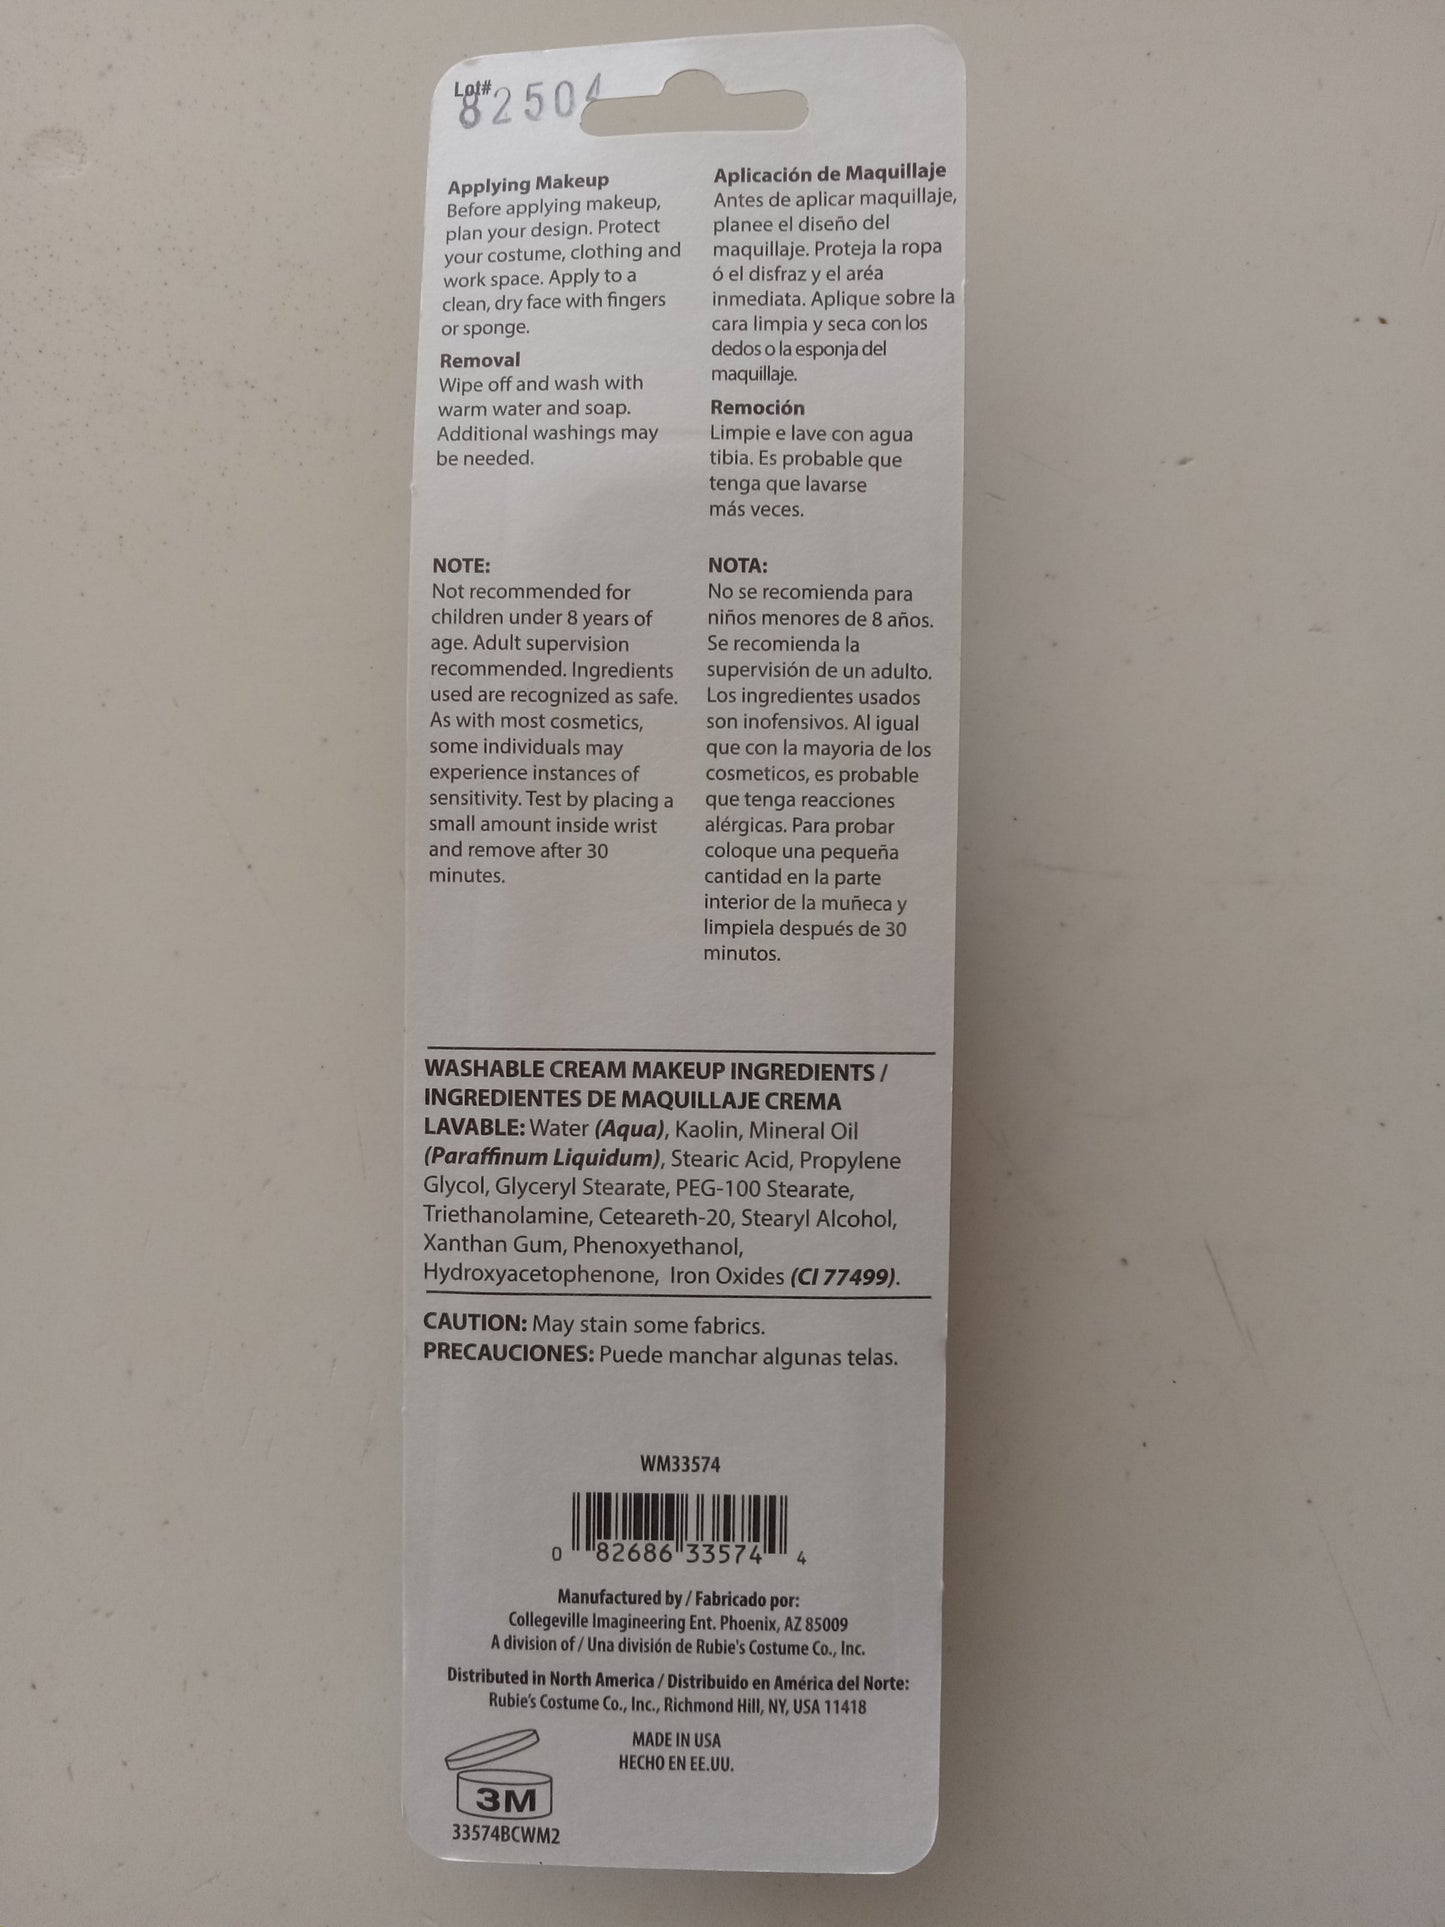 Lot#
82504
Applying Makeup
Before applying makeup,
plan your design. Protect
your costume, clothing and
work space. Apply to a
clean, dry face with fingers
or sponge.
Removal
Wipe off and wash with
warm water and soap.
Additional washings may
be needed.
NOTE:
Not recommended for
children under 8 years of
age. Adult supervision
recommended. Ingredients
used are recognized as safe.
As with most cosmetics,
some individuals may
experience instances of
sensitivity. Test by placing a
small amount inside wrist
and remove after 30
minutes.
Aplicación de Maquillaje
Antes de aplicar maquillaje,
planee el diseño del
maquillaje. Proteja la ropa
ó el disfraz y el aréa
inmediata. Aplique sobre la
cara limpia y seca con los
dedos o la esponja del
maquillaje.
Remoción
Limpie e lave con agua
tibia. Es probable que
tenga que lavarse
más veces.
NOTA:
No se recomienda para
niños menores de 8 años.
Se recomienda la
supervisión de un adulto.
Los ingredientes usados
son inofensivos. Al igual
que con la mayoria de los
cosmeticos, es probable
que tenga reacciones
alérgicas. Para probar
coloque una pequeña
cantidad en la parte
interior de la muñeca y
limpiela después de 30
minutos.
WASHABLE CREAM MAKEUP INGREDIENTS /
INGREDIENTES DE MAQUILLAJE CREMA
LAVABLE: Water (Aqua), Kaolin, Mineral Oil
(Paraffinum Liquidum), Stearic Acid, Propylene
Glycol, Glyceryl Stearate, PEG-100 Stearate,
Triethanolamine, Ceteareth-20, Stearyl Alcohol,
Xanthan Gum, Phenoxyethanol,
Hydroxyacetophenone, Iron Oxides (CI 77499).
CAUTION: May stain some fabrics.
PRECAUCIONES: Puede manchar algunas telas.
WM33574
0 82686 33574 4
Manufactured by / Fabricado por:
Collegeville Imagineering Ent. Phoenix, AZ 85009
A division of / Una división de Rubie's Costume Co., Inc.
Distributed in North America / Distribuido en América del Norte:
Rubie's Costume Co., Inc., Richmond Hill, NY, USA 11418
MADE IN USA
HECHO EN EE.UU.
3M
33574BCWM2